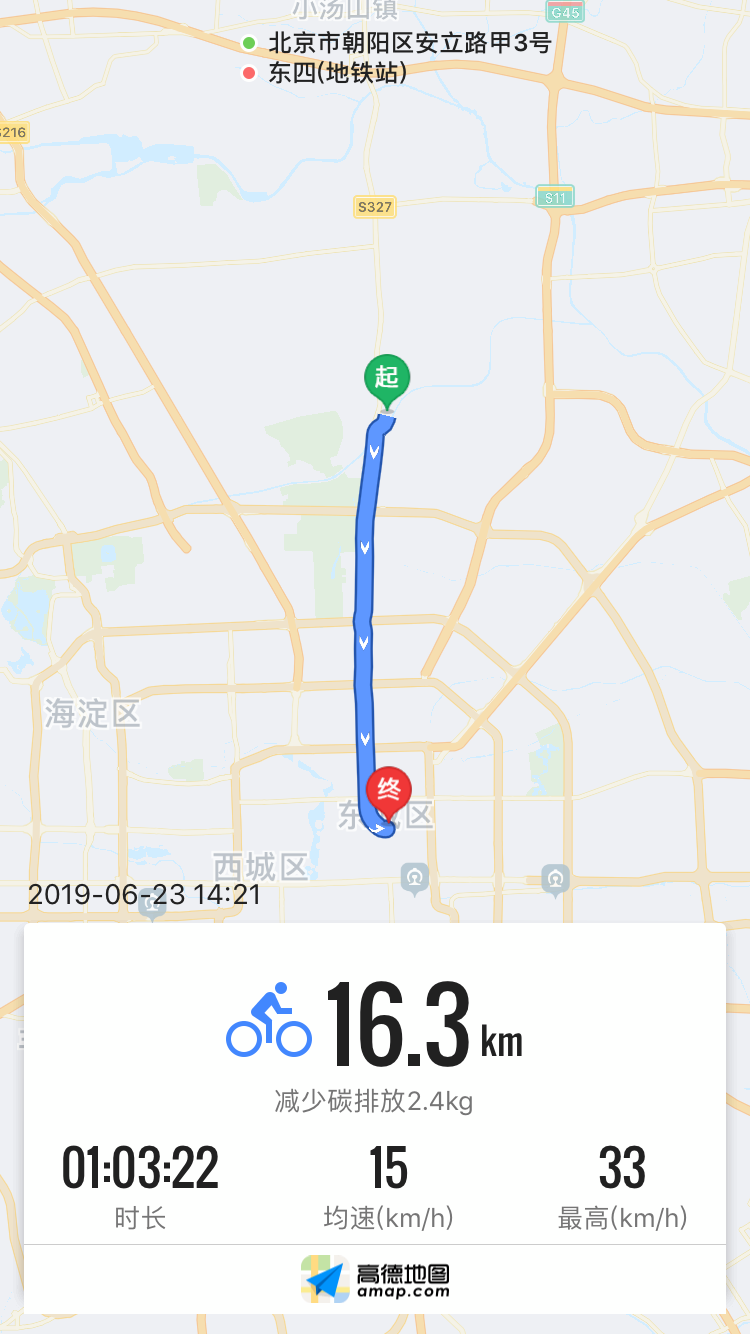 小汤山镇
G45
北京市朝阳区安立路甲3号
东四(地铁站)
S216
S327
S11
起
海淀区
终
东城区
西城区
2019-06-23 14:21
16.3 km
减少碳排放2.4kg
01:03:22 15 33
时长 均速(km/h) 最高(km/h)
高德地图
amap.com